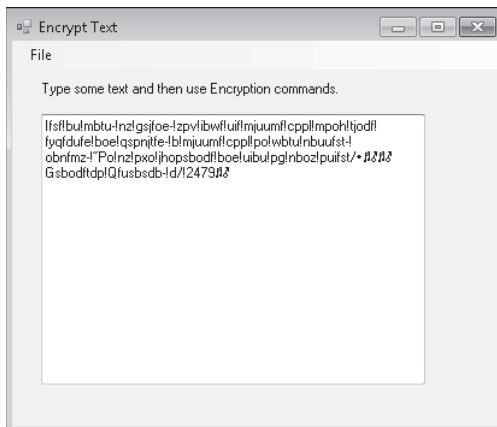 Encrypt Text
File
Type some text and then use Encryption commands.
Ifsf!bu!mbtu-!nz!gsjfoe-!zpv!ibwf!uif!mjuumf!cppl!mpoh!tjodf!
fyqfdufe!boe!qspnjtfe-!b!mjuumf!cppl!po!wbtu!nbuufst-!
obnfmz-!˝Po!nz!pxo!jhopsbodf!boe!uibu!pg!nboz!puifst/•♫♂♫♂
Gsbodftdp!Qfusbsdb-!d/!2479♫♂